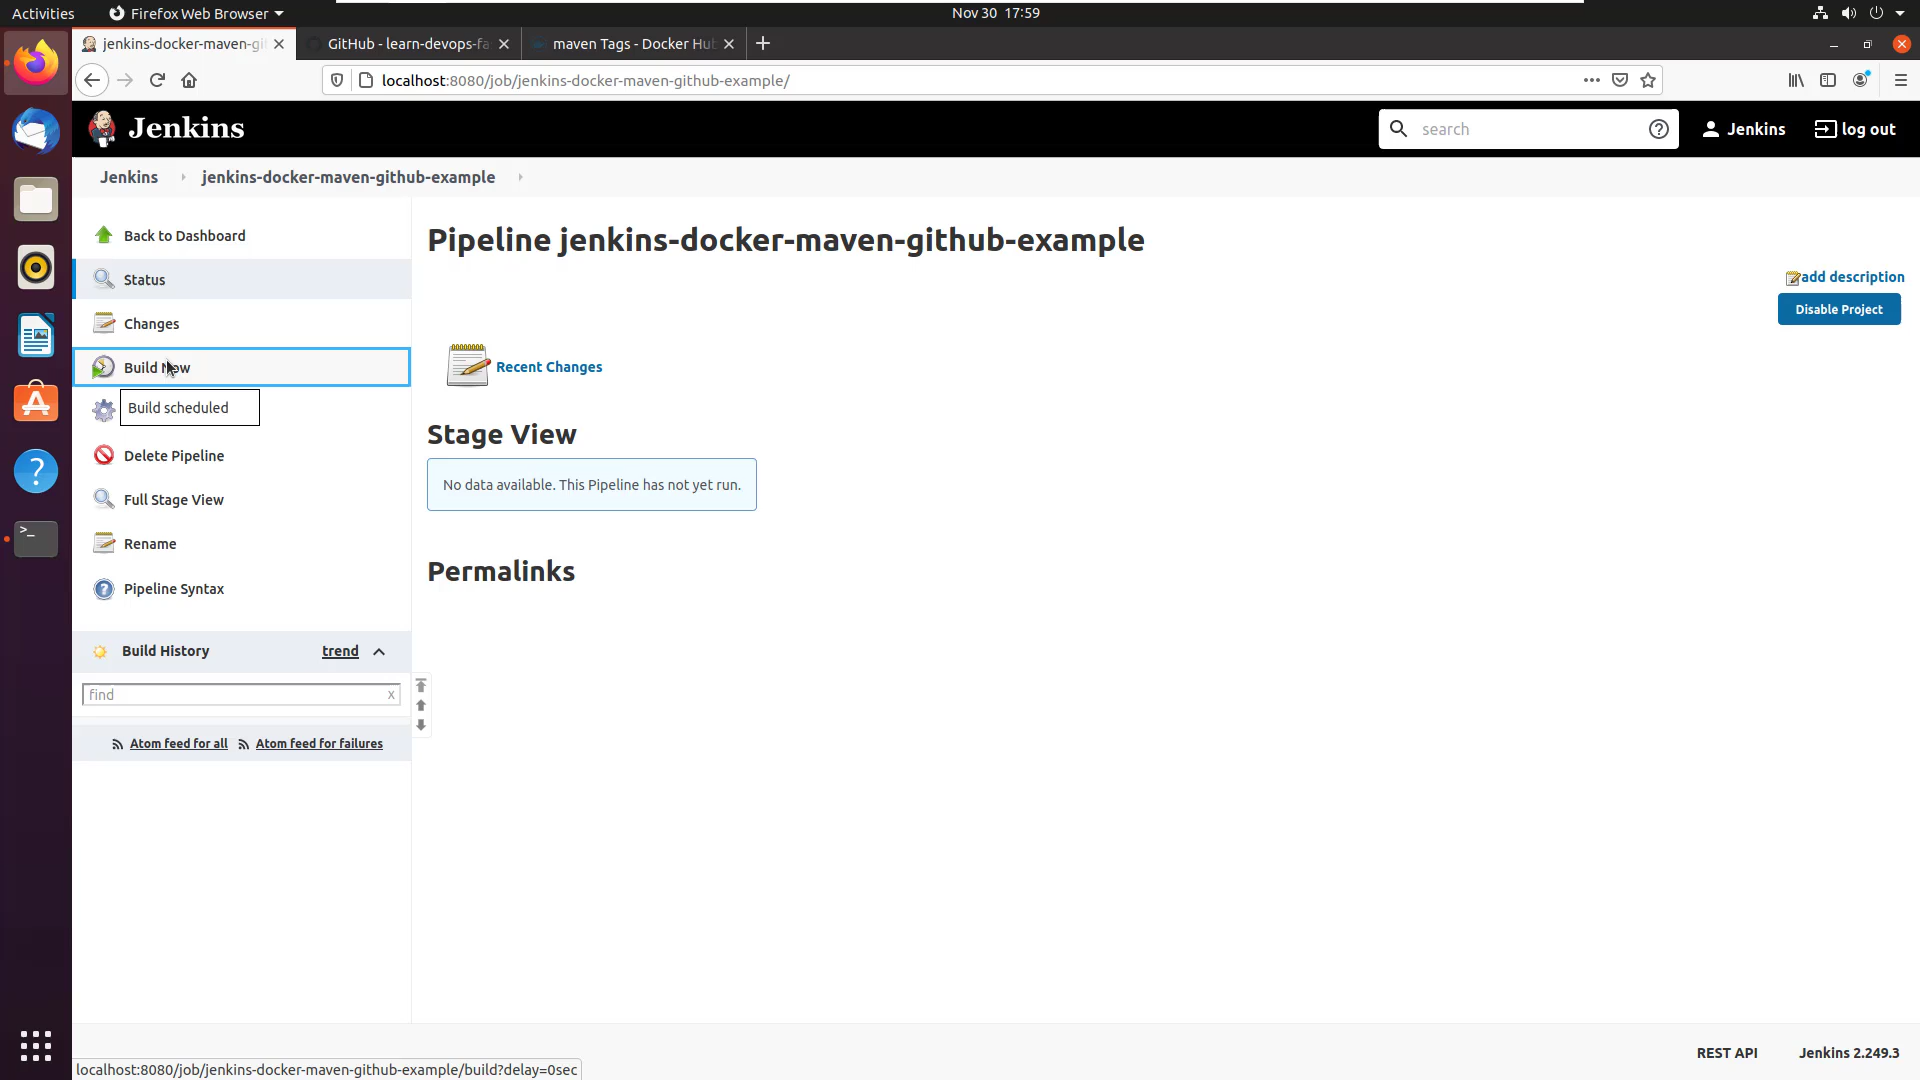 Activities
Firefox Web Browser
Nov 30 17:59
jenkins-docker-maven-git
GitHub - learn-devops-fa
maven Tags - Docker Hub
localhost:8080/job/jenkins-docker-maven-github-example/
Jenkins
search
Jenkins
log out
Jenkins
jenkins-docker-maven-github-example
Back to Dashboard
Status
Changes
Build Now
Build scheduled
Delete Pipeline
Full Stage View
Rename
Pipeline Syntax
Build History
trend
find
x
Atom feed for all
Atom feed for failures
Pipeline jenkins-docker-maven-github-example
add description
Disable Project
Recent Changes
Stage View
No data available. This Pipeline has not yet run.
Permalinks
REST API
Jenkins 2.249.3
localhost:8080/job/jenkins-docker-maven-github-example/build?delay=0sec